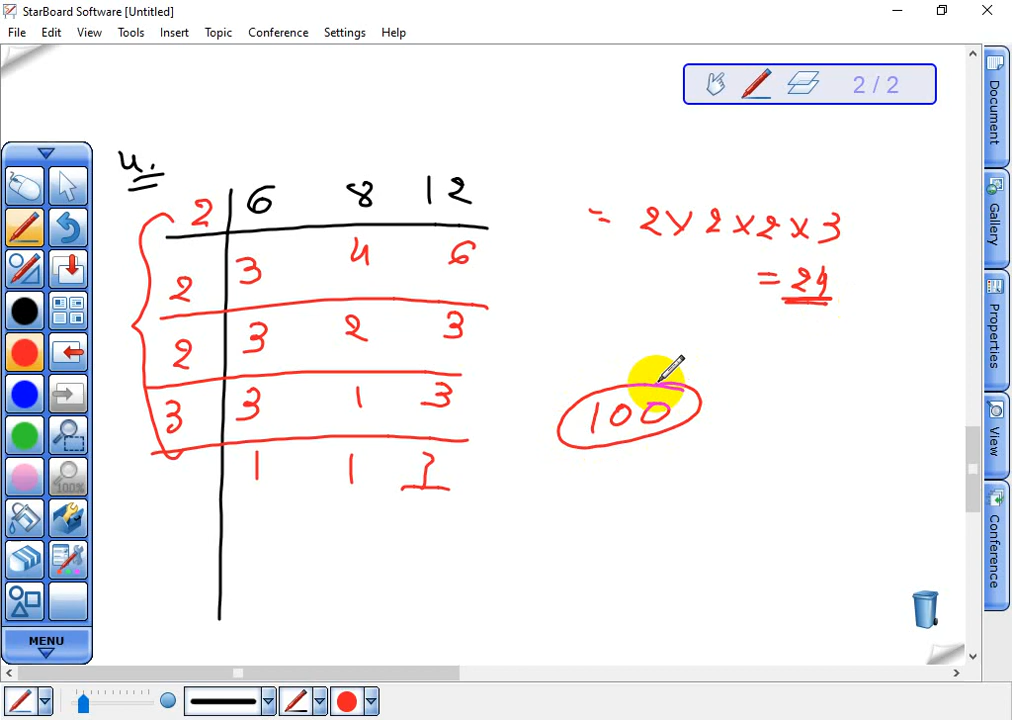 StarBoard Software [Untitled]
File Edit View Tools Insert Topic Conference Settings Help
2 / 2
Document
Gallery
Properties
View
Conference
4.
2 6 8 12
2 3 4 6
2 3 2 3
3 3 1 3
1 1 1
= 2 × 2 × 2 × 3
= 24
100
100%
MENU